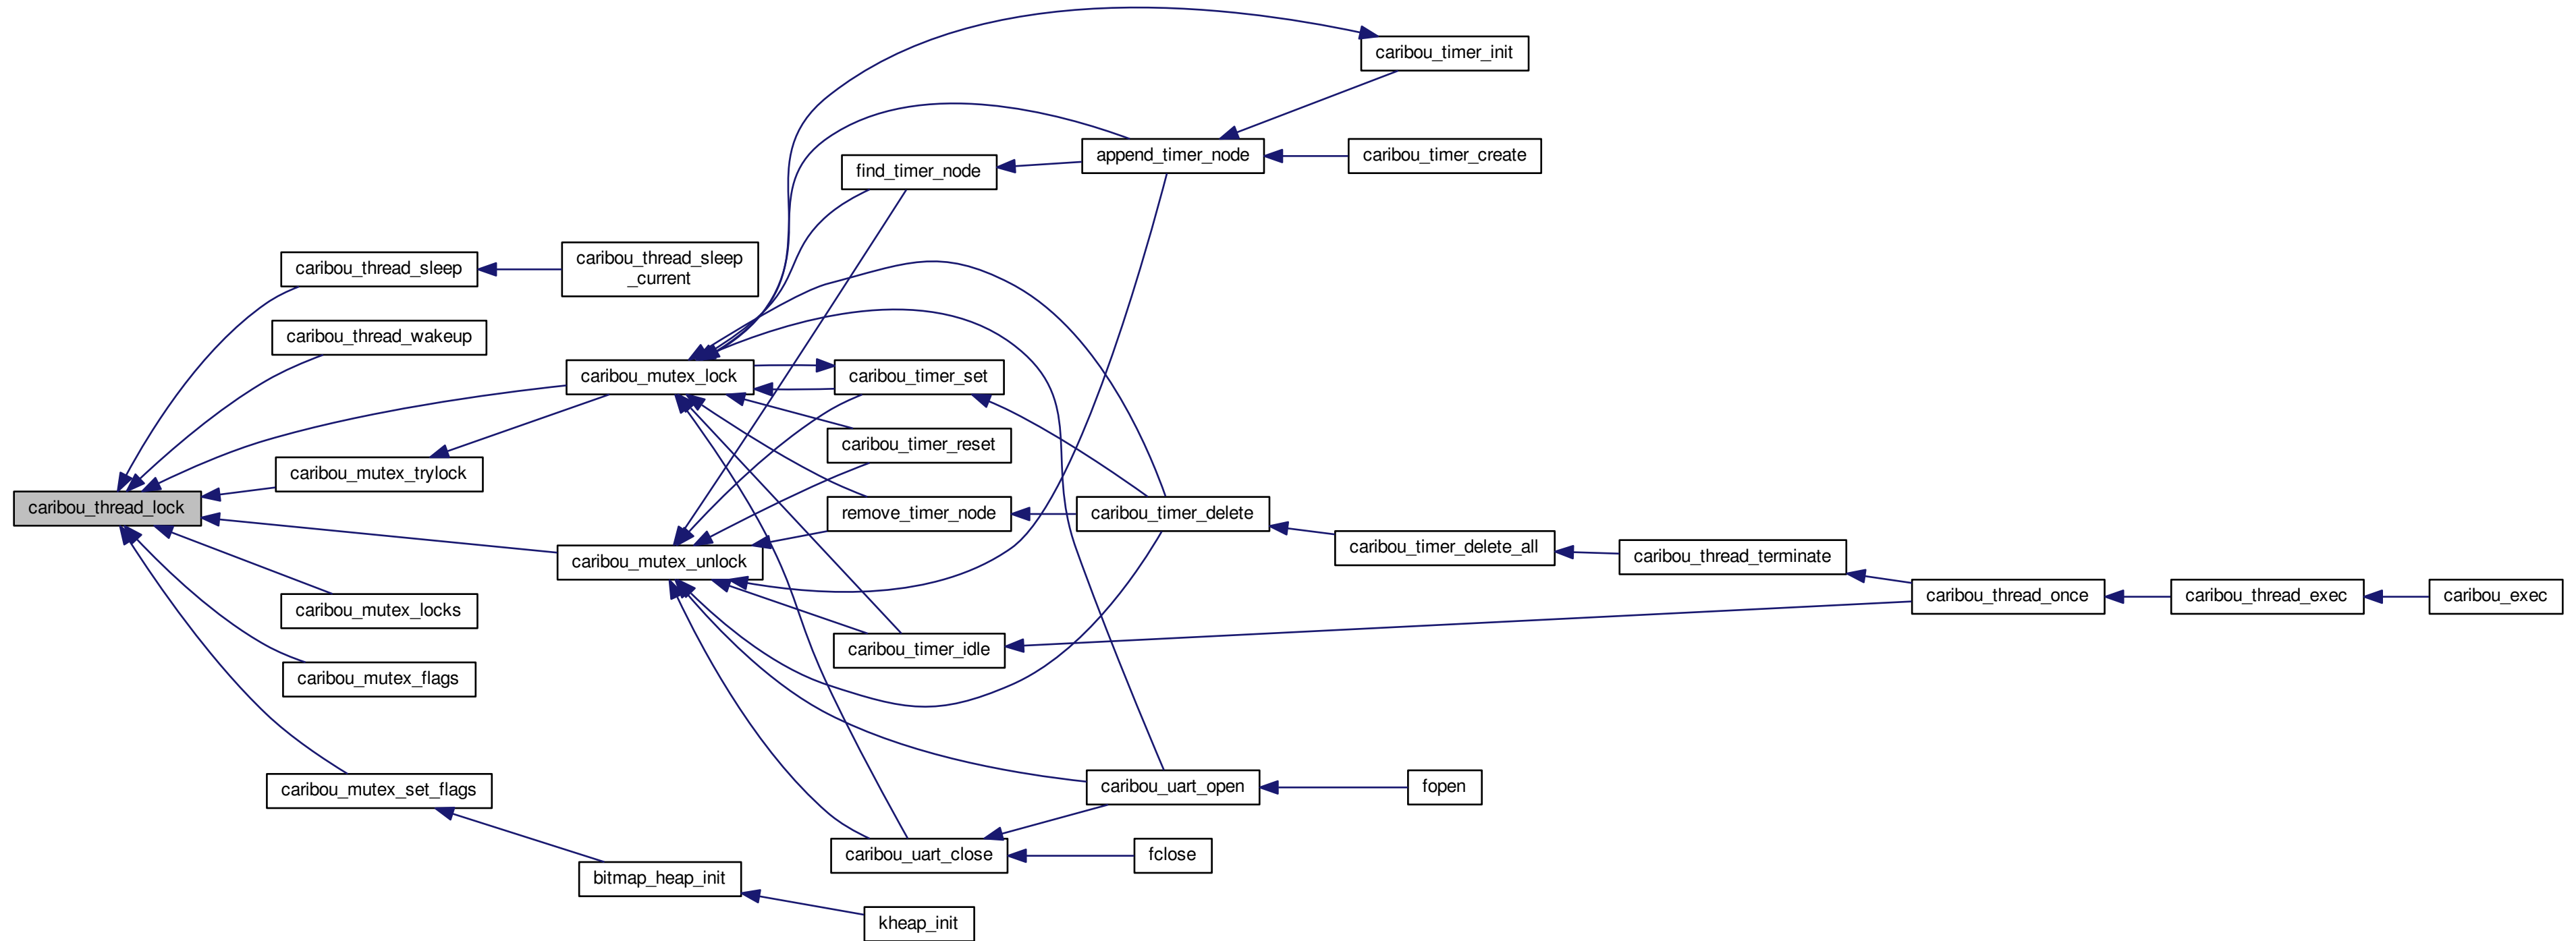 caribou_timer_init
append_timer_node
caribou_timer_create
find_timer_node
caribou_thread_sleep
caribou_thread_sleep
_current
caribou_thread_wakeup
caribou_mutex_lock
caribou_timer_set
caribou_timer_reset
caribou_mutex_trylock
caribou_thread_lock
remove_timer_node
caribou_timer_delete
caribou_timer_delete_all
caribou_thread_terminate
caribou_mutex_unlock
caribou_thread_once
caribou_thread_exec
caribou_exec
caribou_mutex_locks
caribou_timer_idle
caribou_mutex_flags
caribou_mutex_set_flags
caribou_uart_open
fopen
caribou_uart_close
fclose
bitmap_heap_init
kheap_init